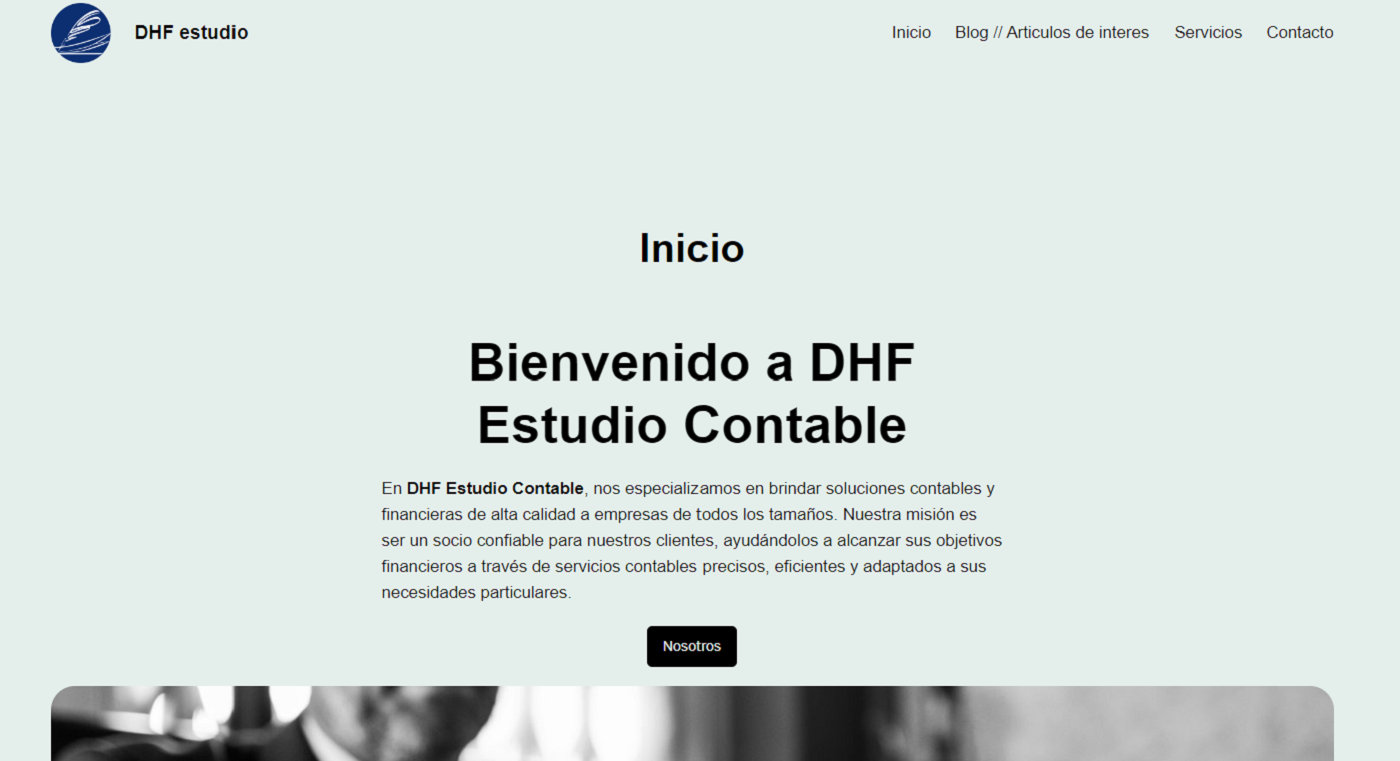 DHF estudio
Inicio
Blog // Articulos de interes
Servicios
Contacto
Inicio
Bienvenido a DHF
Estudio Contable
En DHF Estudio Contable, nos especializamos en brindar soluciones contables y
financieras de alta calidad a empresas de todos los tamaños. Nuestra misión es
ser un socio confiable para nuestros clientes, ayudándolos a alcanzar sus objetivos
financieros a través de servicios contables precisos, eficientes y adaptados a sus
necesidades particulares.
Nosotros